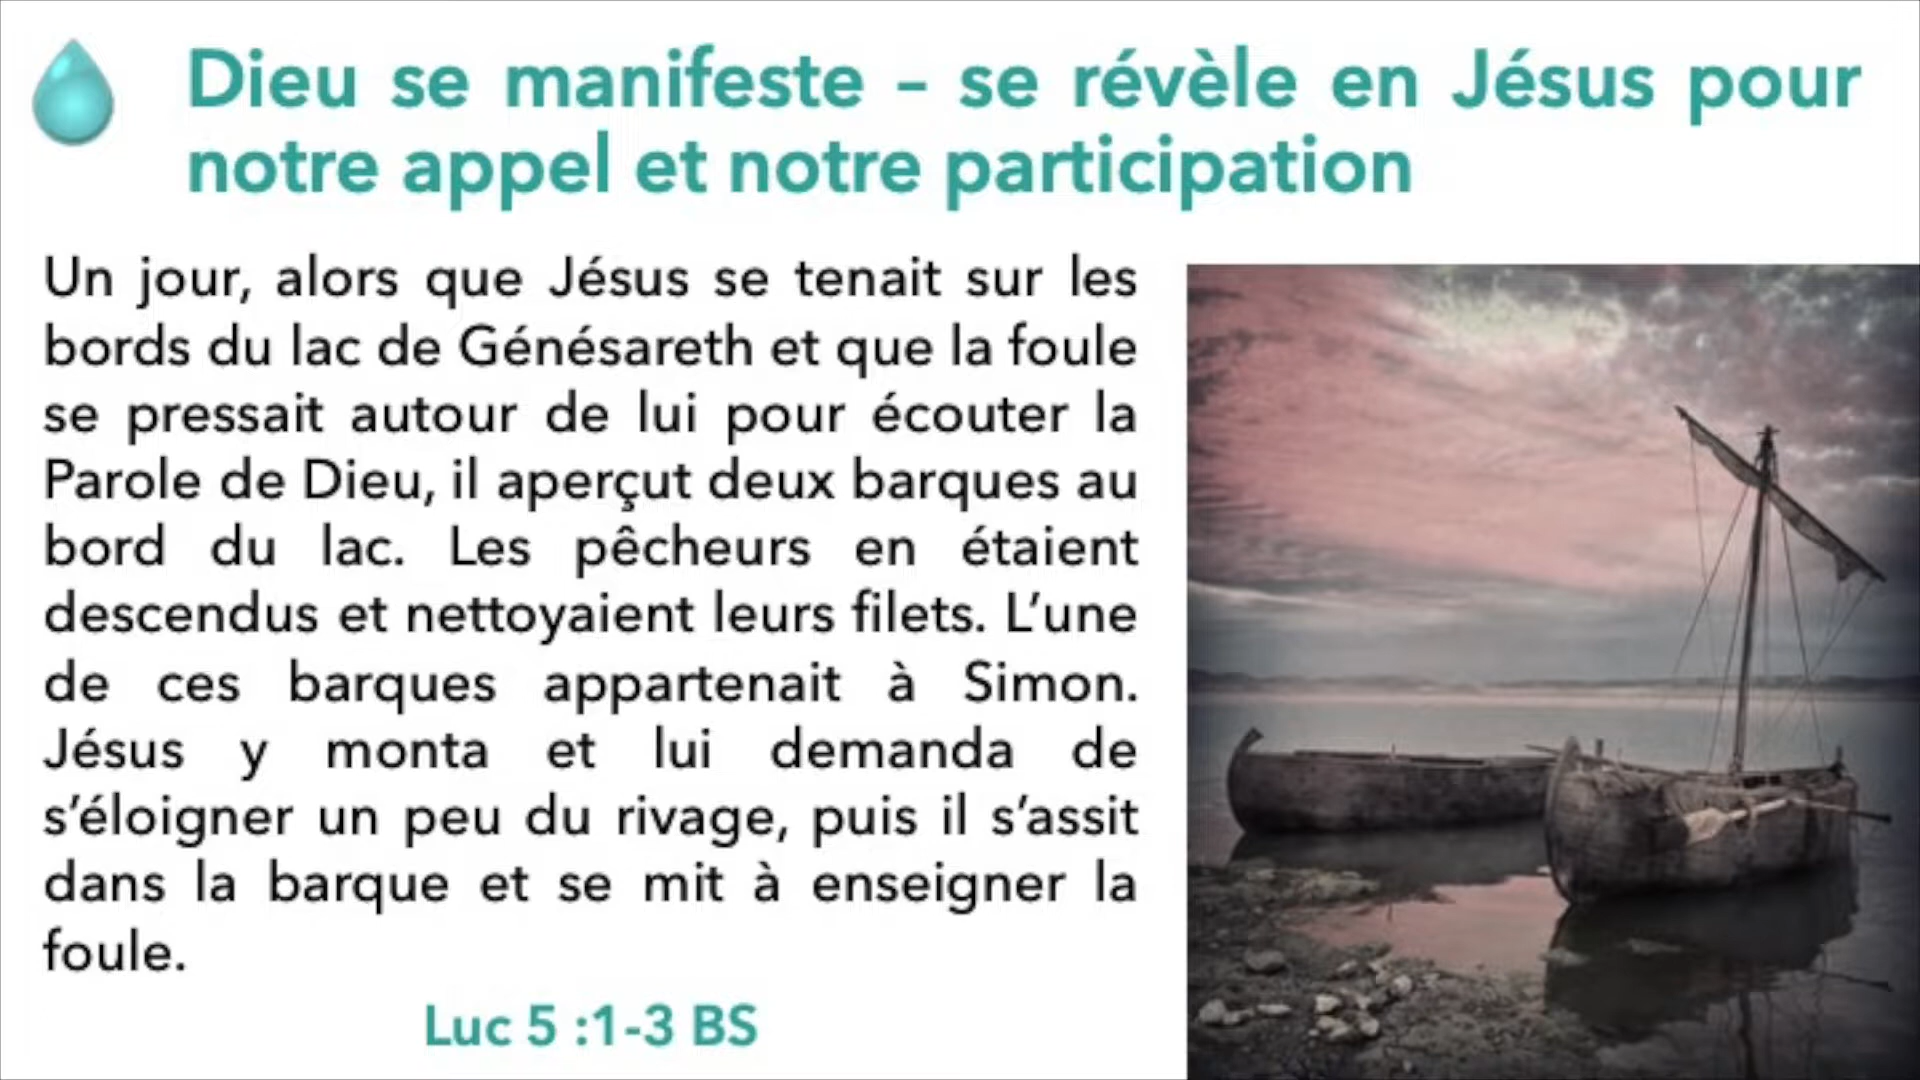 Dieu se manifeste – se révèle en Jésus pour
notre appel et notre participation
Un jour, alors que Jésus se tenait sur les
bords du lac de Génésareth et que la foule
se pressait autour de lui pour écouter la
Parole de Dieu, il aperçut deux barques au
bord du lac. Les pêcheurs en étaient
descendus et nettoyaient leurs filets. L’une
de ces barques appartenait à Simon.
Jésus y monta et lui demanda de
s’éloigner un peu du rivage, puis il s’assit
dans la barque et se mit à enseigner la
foule.
Luc 5 :1-3 BS